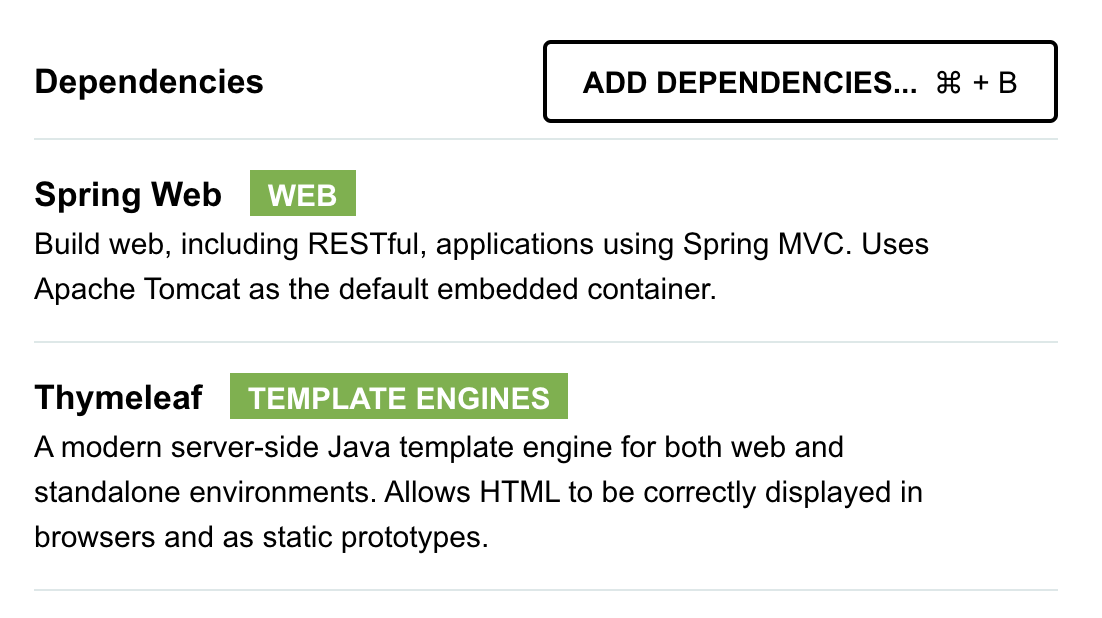 Dependencies
ADD DEPENDENCIES... ⌘ + B
Spring Web WEB
Build web, including RESTful, applications using Spring MVC. Uses
Apache Tomcat as the default embedded container.
Thymeleaf TEMPLATE ENGINES
A modern server-side Java template engine for both web and
standalone environments. Allows HTML to be correctly displayed in
browsers and as static prototypes.